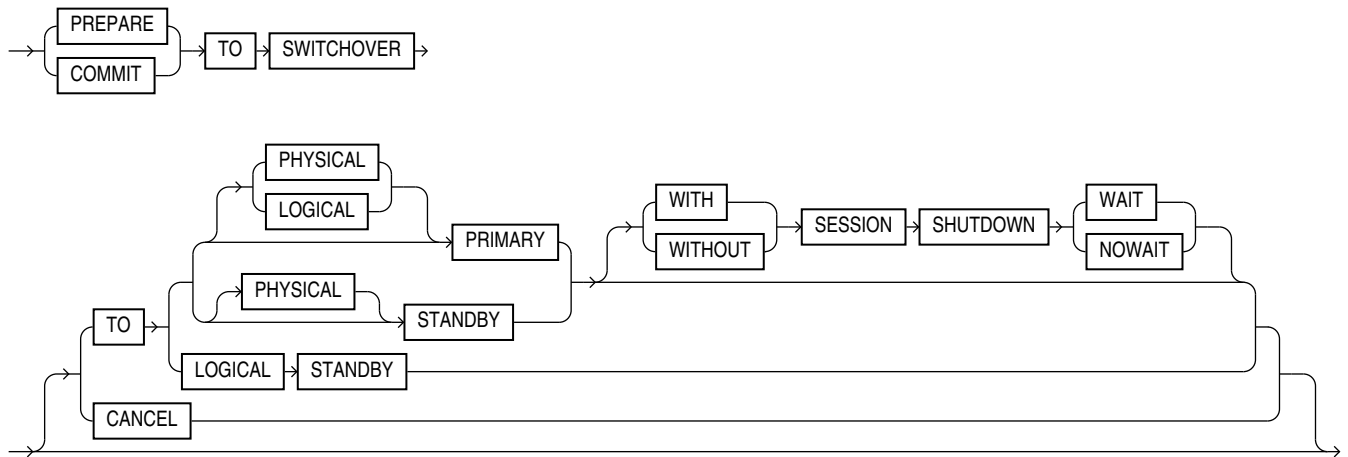 PREPARE
COMMIT
TO
SWITCHOVER
PHYSICAL
LOGICAL
PRIMARY
PHYSICAL
STANDBY
WITH
WITHOUT
SESSION
SHUTDOWN
WAIT
NOWAIT
TO
LOGICAL
STANDBY
CANCEL